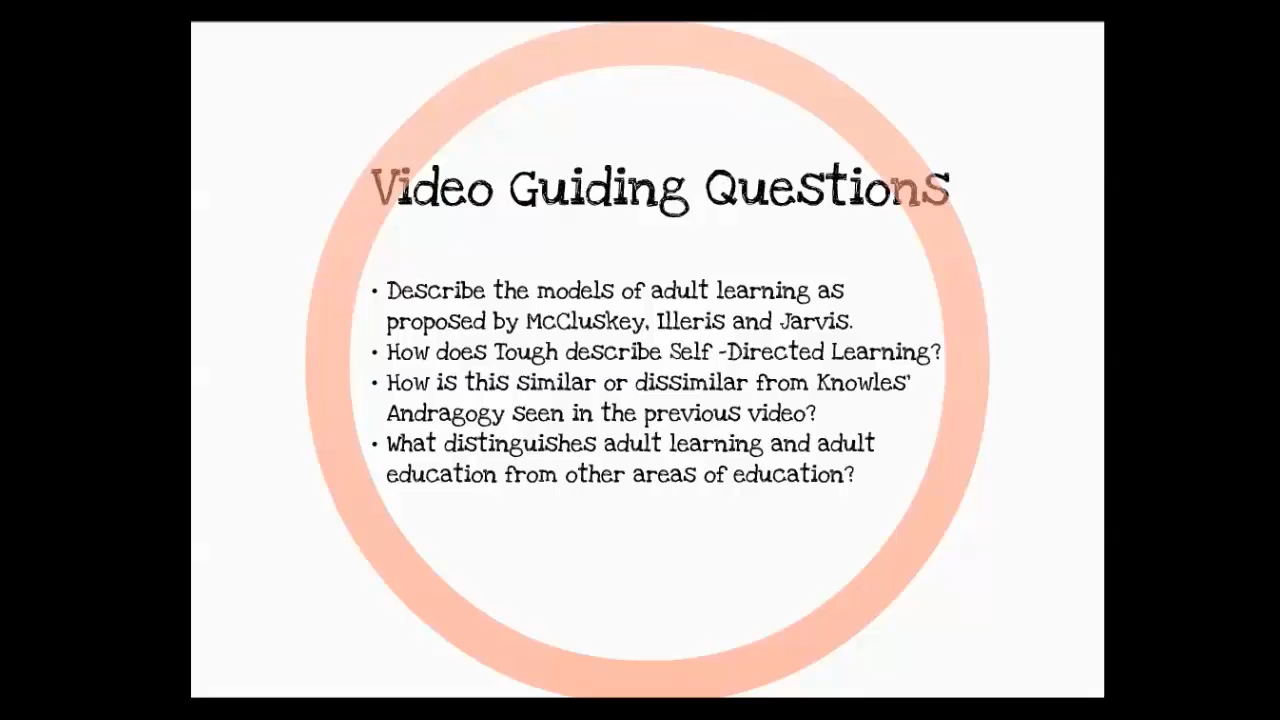 Video Guiding Questions
• Describe the models of adult learning as
proposed by McCluskey, Illeris and Jarvis.
• How does Tough describe Self -Directed Learning?
• How is this similar or dissimilar from Knowles'
Andragogy seen in the previous video?
• What distinguishes adult learning and adult
education from other areas of education?